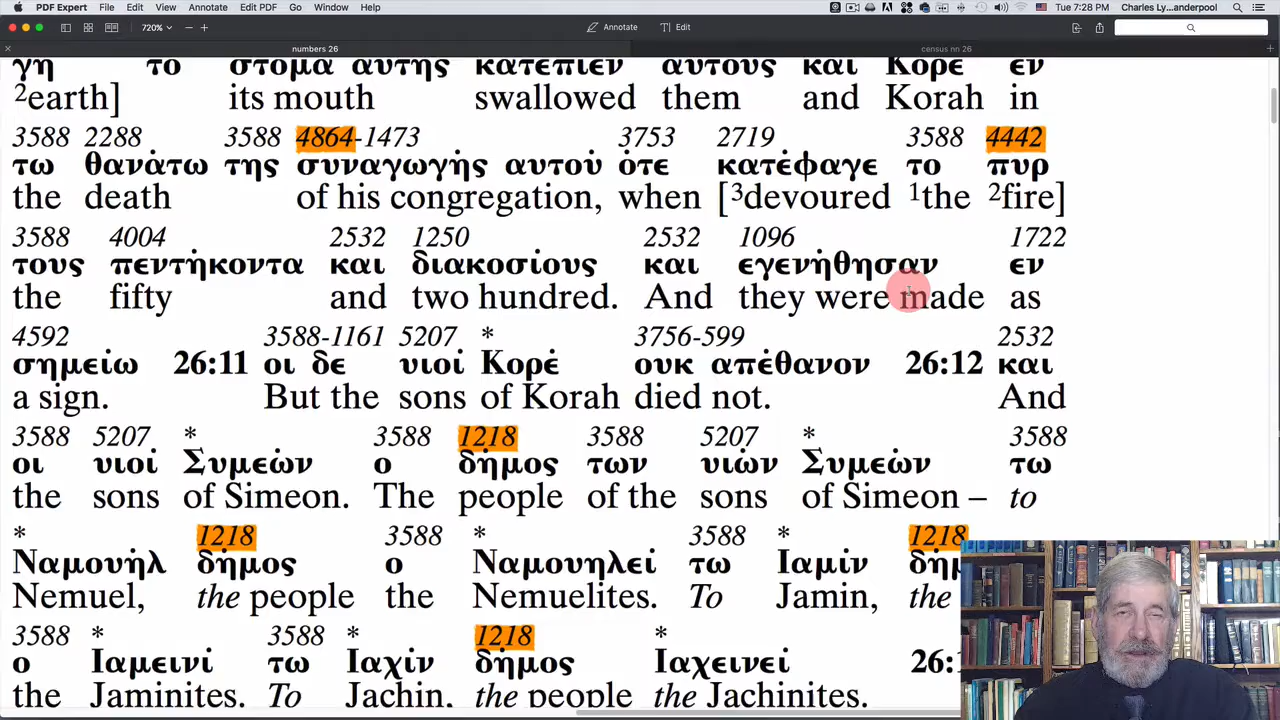 PDF Expert File Edit View Annotate Edit PDF Go Window Help Tue 7:28 PM Charles Ly...anderpool
720% Annotate Edit
numbers 26 census nn 26
γη το στόμα αυτής κατέπιεν αυτούς και Κορέ εν
²earth] its mouth swallowed them and Korah in
3588 2288 3588 4864-1473 3753 2719 3588 4442
τω θανάτω της συναγωγής αυτού ότε κατέφαγε το πυρ
the death of his congregation, when [³devoured ¹the ²fire]
3588 4004 2532 1250 2532 1096 1722
τους πεντήκοντα και διακοσίους και εγενήθησαν εν
the fifty and two hundred. And they were made as
4592 3588-1161 5207 * 3756-599 2532
σημείω 26:11 οι δε υιοί Κορέ ουκ απέθανον 26:12 και
a sign. But the sons of Korah died not. And
3588 5207 * 3588 1218 3588 5207 * 3588
οι υιοί Συμεών ο δήμος των υιών Συμεών τω
the sons of Simeon. The people of the sons of Simeon – to
* 1218 3588 * 3588 * 1218
Ναμουήλ δήμος ο Ναμουηλεί τω Ιαμίν
Nemuel, the people the Nemuelites. To Jamin, the
3588 * 3588 * 1218 *
ο Ιαμεινί τω Ιαχίν δήμος Ιαχεινεί
the Jaminites. To Jachin, the people the Jachinites.